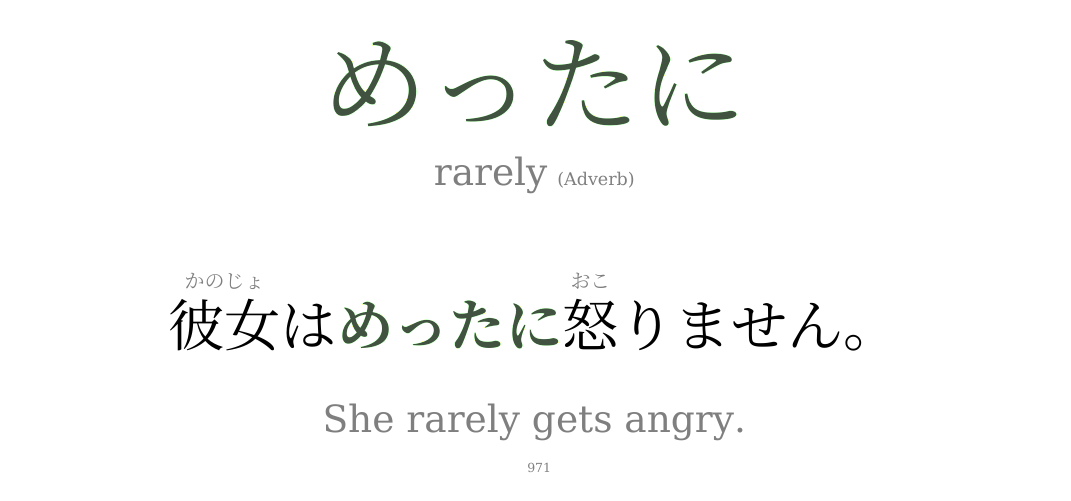 めったに
rarely (Adverb)
かのじょ おこ
彼女はめったに怒りません。
She rarely gets angry.
971